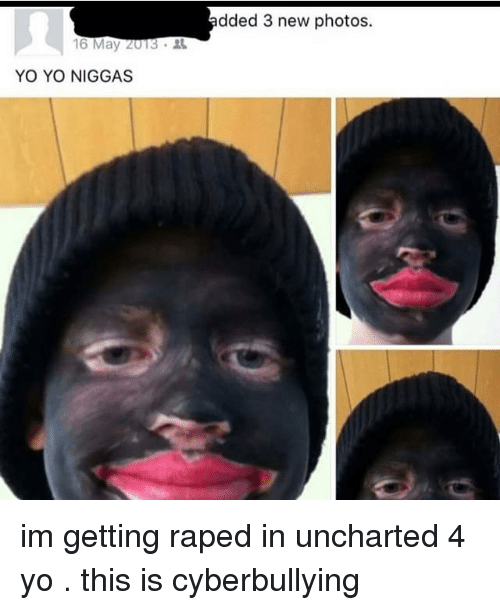 added 3 new photos.
16 May 2013 ·
YO YO NIGGAS
im getting raped in uncharted 4
yo . this is cyberbullying